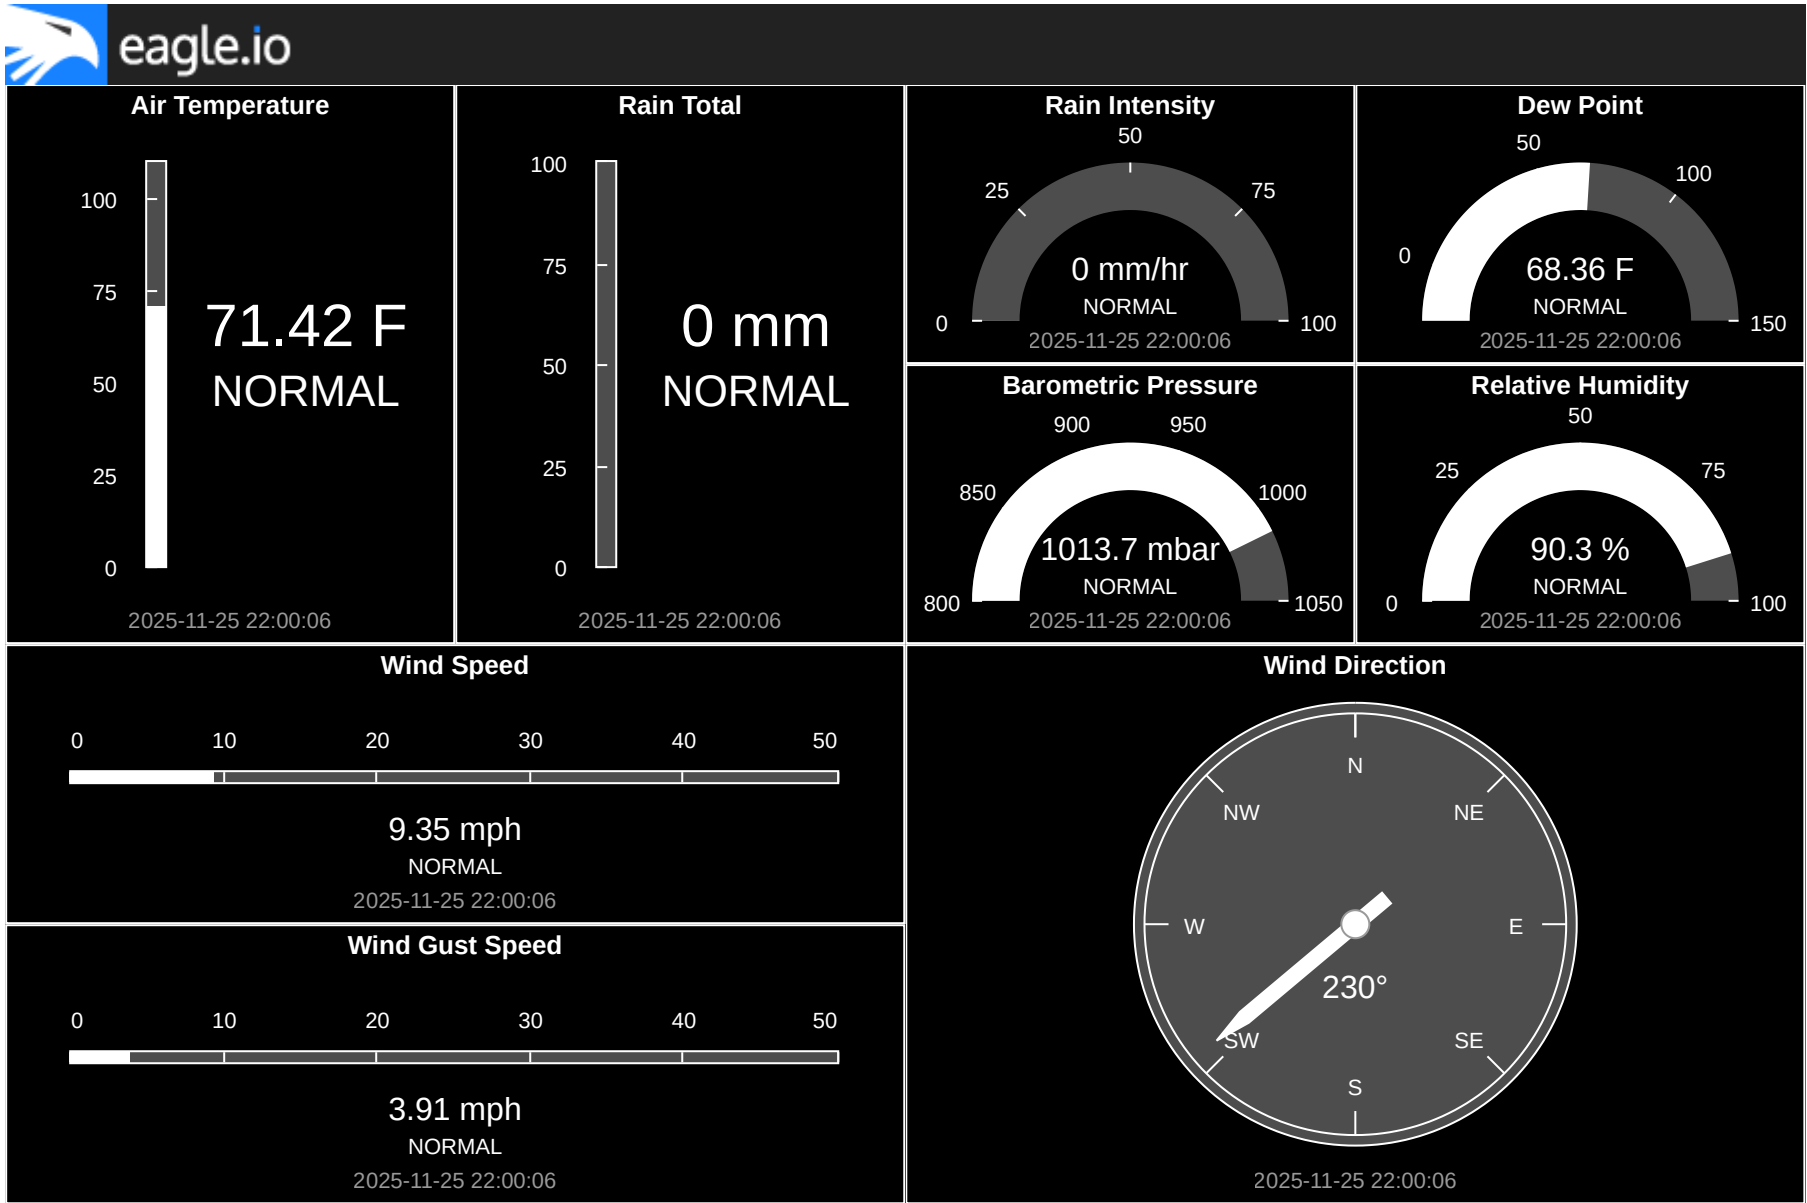 eagle.io
Air Temperature
100
75
50
25
0
71.42 F
NORMAL
2025-11-25 22:00:06
Rain Total
100
75
50
25
0
0 mm
NORMAL
2025-11-25 22:00:06
Rain Intensity
50
25
75
0
100
0 mm/hr
NORMAL
2025-11-25 22:00:06
Dew Point
50
100
0
150
68.36 F
NORMAL
2025-11-25 22:00:06
Barometric Pressure
900
950
850
1000
800
1050
1013.7 mbar
NORMAL
2025-11-25 22:00:06
Relative Humidity
50
25
75
0
100
90.3 %
NORMAL
2025-11-25 22:00:06
Wind Speed
0 10 20 30 40 50
9.35 mph
NORMAL
2025-11-25 22:00:06
Wind Gust Speed
0 10 20 30 40 50
3.91 mph
NORMAL
2025-11-25 22:00:06
Wind Direction
N
NW
NE
W
E
230°
SW
SE
S
2025-11-25 22:00:06